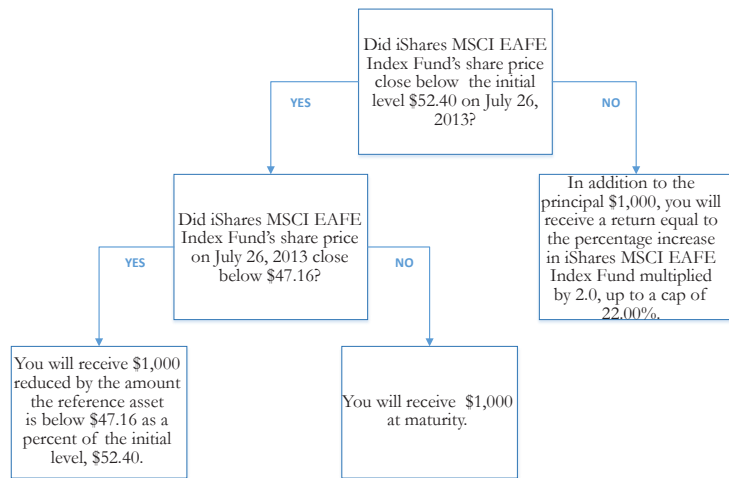 Did iShares MSCI EAFE
Index Fund's share price
close below the initial
level $52.40 on July 26,
2013?
YES
NO
Did iShares MSCI EAFE
Index Fund's share price
on July 26, 2013 close
below $47.16?
In addition to the
principal $1,000, you will
receive a return equal to
the percentage increase
in iShares MSCI EAFE
Index Fund multiplied
by 2.0, up to a cap of
22.00%.
YES
NO
You will receive $1,000
reduced by the amount
the reference asset
is below $47.16 as a
percent of the initial
level, $52.40.
You will receive $1,000
at maturity.